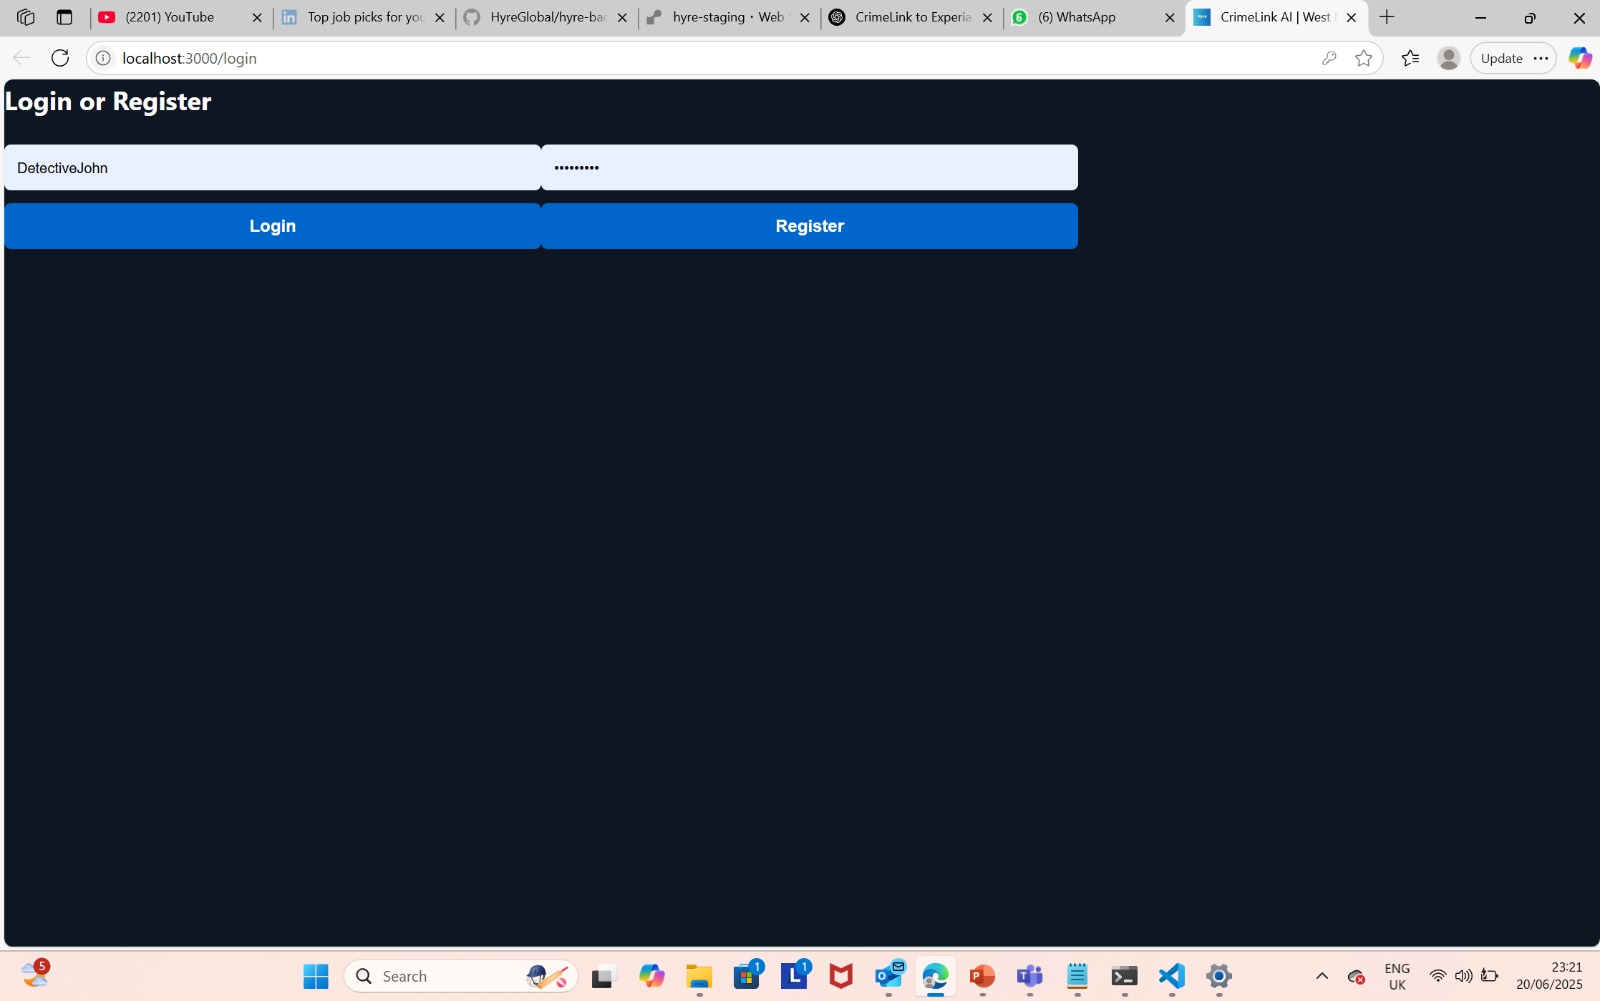 (2201) YouTube
Top job picks for you
HyreGlobal/hyre-bac
hyre-staging · Web
CrimeLink to Experia
6
(6) WhatsApp
CrimeLink AI | West
localhost:3000/login
Update
Login or Register
DetectiveJohn
Login
Register
5
Search
1
L
1
P
T
ENG
UK
23:21
20/06/2025